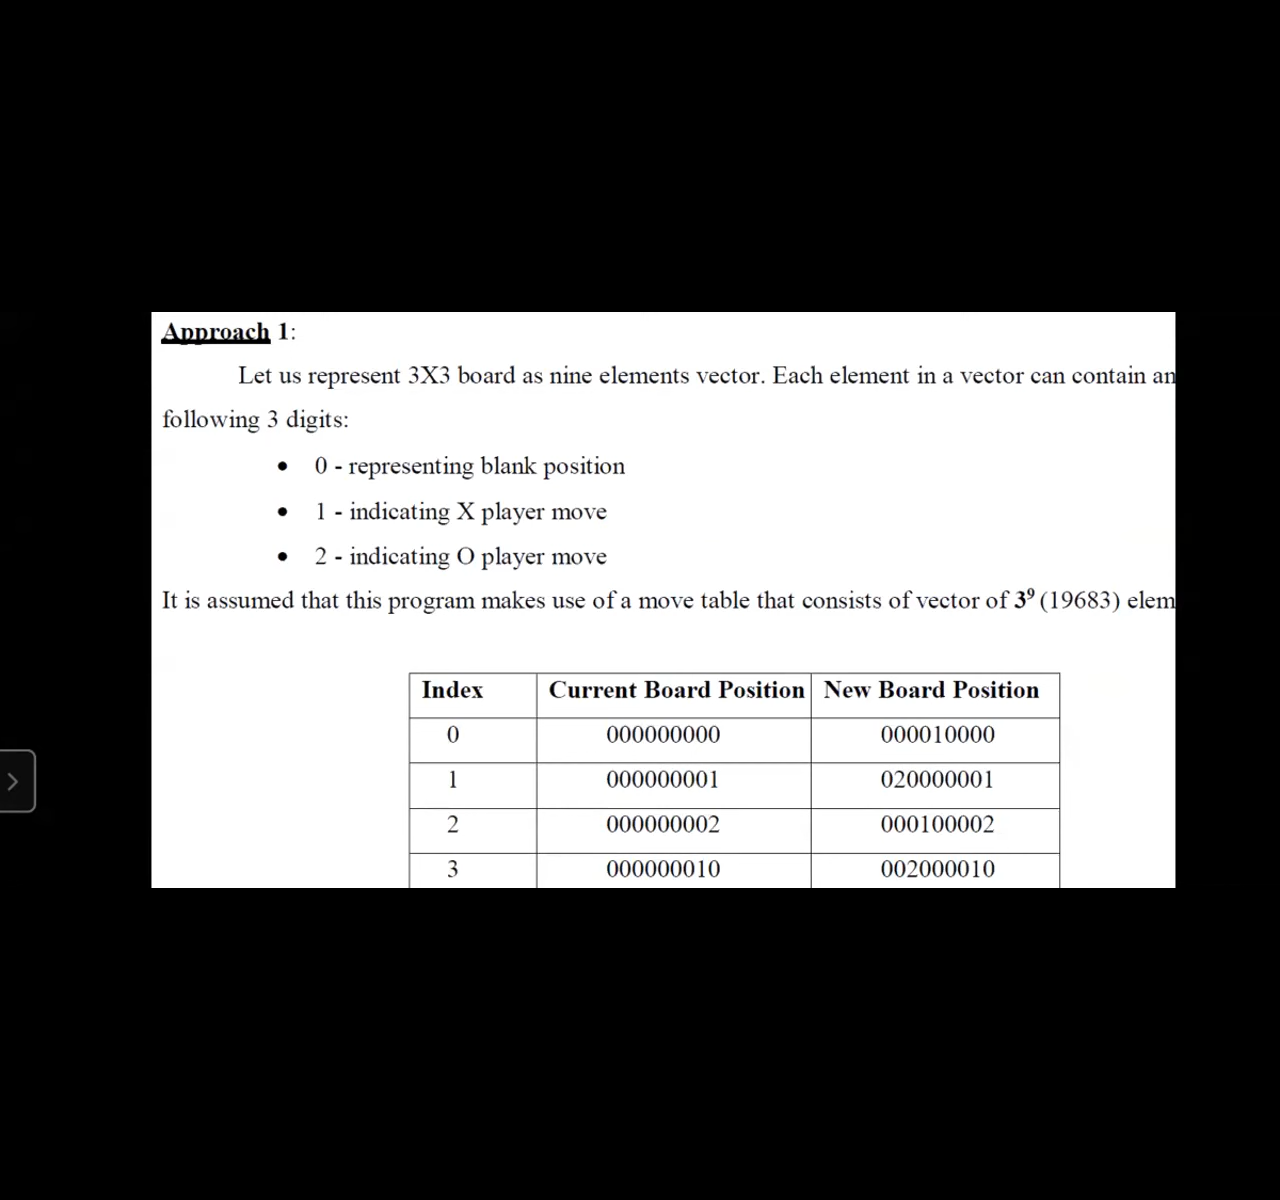 Approach 1:
Let us represent 3X3 board as nine elements vector. Each element in a vector can contain an
following 3 digits:
• 0 - representing blank position
• 1 - indicating X player move
• 2 - indicating O player move
It is assumed that this program makes use of a move table that consists of vector of 3⁹ (19683) elem
Index Current Board Position New Board Position
0 000000000 000010000
1 000000001 020000001
2 000000002 000100002
3 000000010 002000010